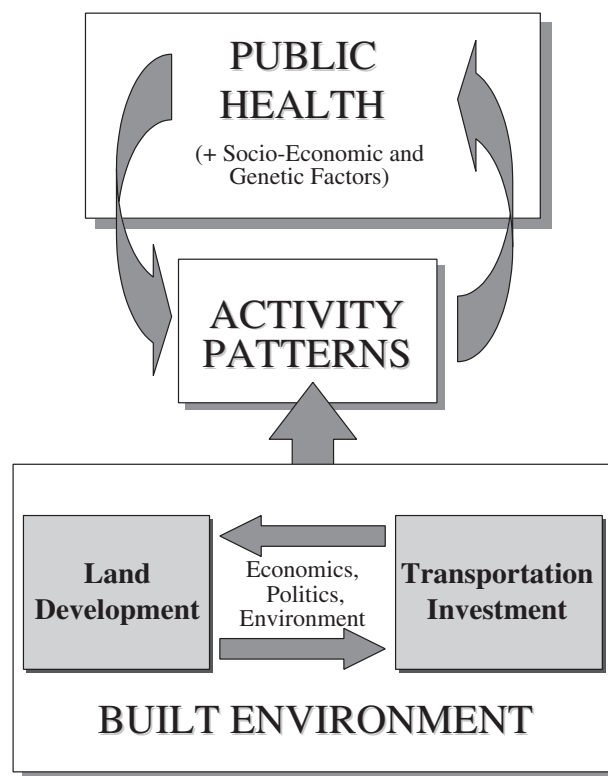 PUBLIC
HEALTH
(+ Socio-Economic and
Genetic Factors)
ACTIVITY
PATTERNS
Land
Development
Economics,
Politics,
Environment
Transportation
Investment
BUILT ENVIRONMENT